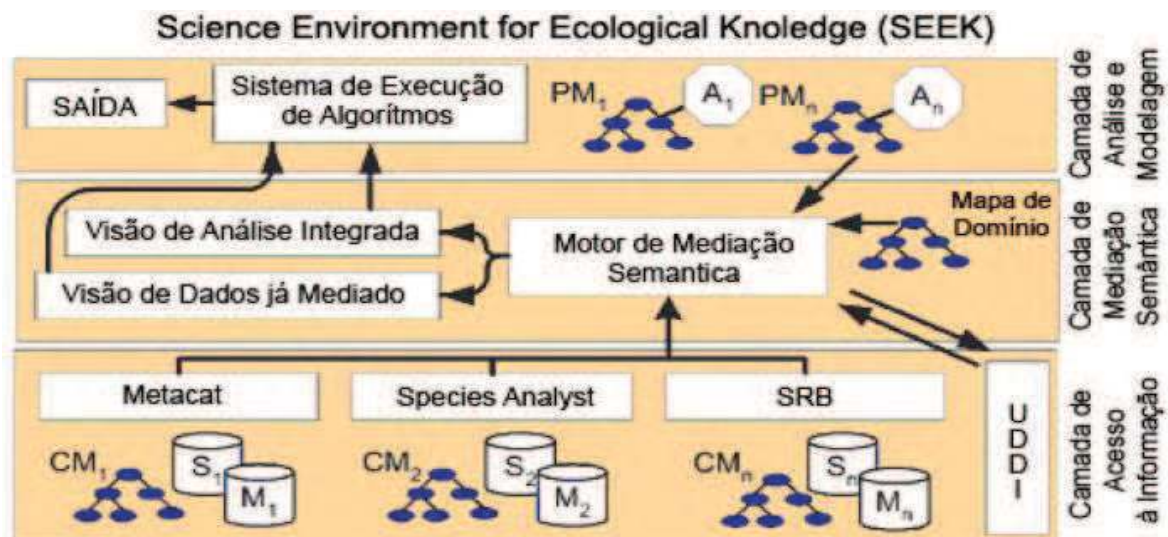 Science Environment for Ecological Knoledge (SEEK)
SAÍDA
Sistema de Execução
de Algorítmos
PM1
A1
PMn
An
Camada de
Análise e
Modelagem
Visão de Análise Integrada
Visão de Dados já Mediado
Motor de Mediação
Semantica
Mapa de
Domínio
Camada de
Mediação
Semântica
Metacat
Species Analyst
SRB
UDDI
CM1
S1
M1
CM2
S2
M2
CMn
Sn
Mn
Camada de
Acesso
à Informação